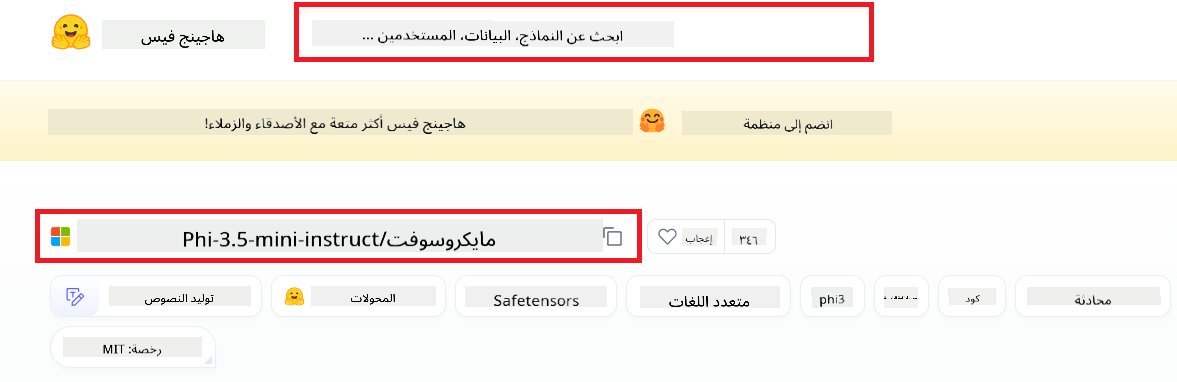 هاجينج فيس
ابحث عن النماذج، البيانات، المستخدمين ...
هاجينج فيس أكثر متعة مع الأصدقاء والزملاء!
انضم إلى منظمة
مايكروسوفت/Phi-3.5-mini-instruct
إعجاب
٣٤٦
توليد النصوص
المحولات
Safetensors
متعدد اللغات
phi3
كود
محادثة
رخصة: MIT